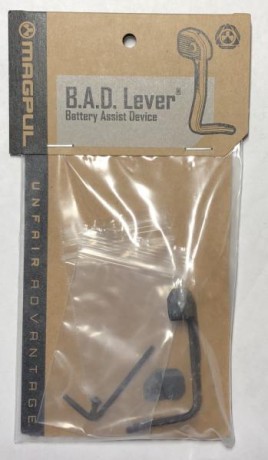 MAGPUL
B.A.D. Lever®
Battery Assist Device
UNFAIR ADVANTAGE